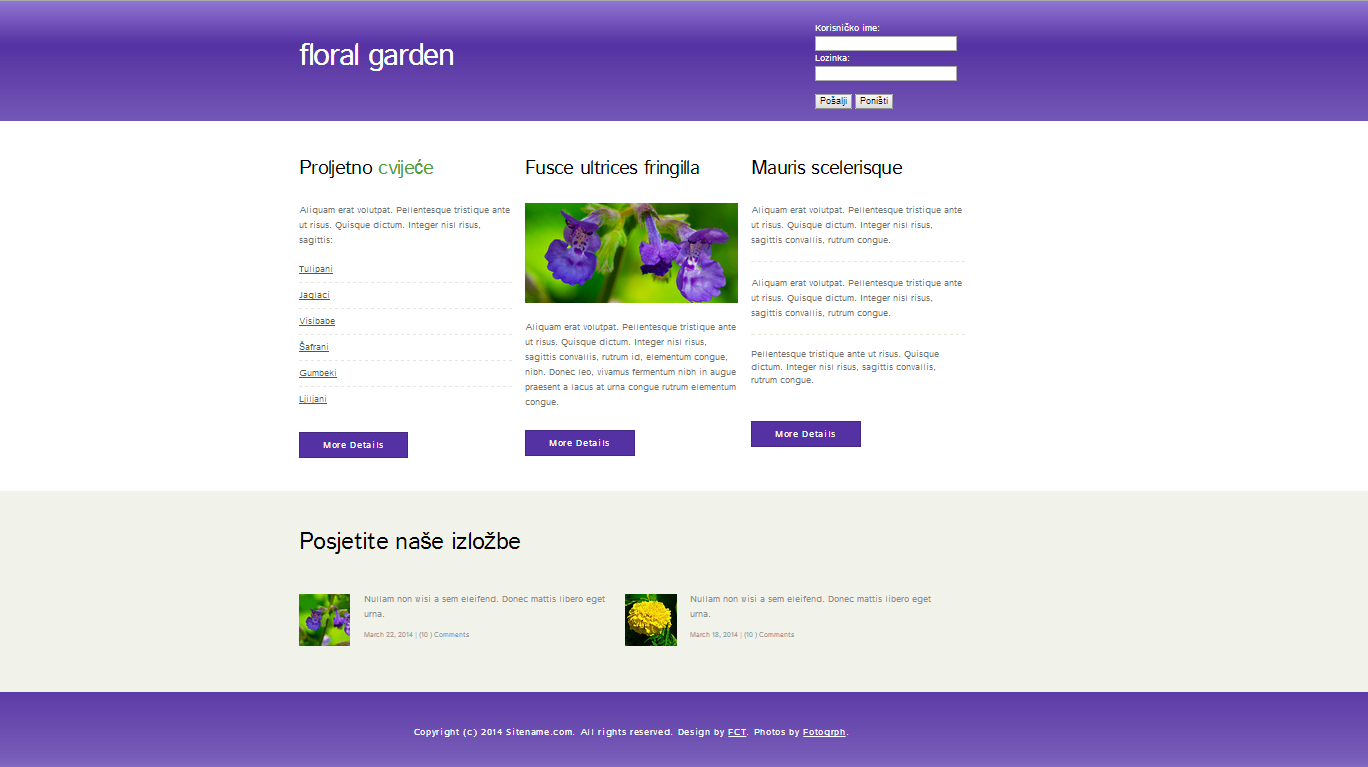 floral garden
Korisničko ime:
Lozinka:
Pošalji Poništi
Proljetno cvijeće
Aliquam erat volutpat. Pellentesque tristique ante
ut risus. Quisque dictum. Integer nisl risus,
sagittis:
Tulipani
Jaglaci
Visibabe
Šafrani
Gumbeki
Ljiljani
More Details
Fusce ultrices fringilla
Aliquam erat volutpat. Pellentesque tristique ante
ut risus. Quisque dictum. Integer nisl risus,
sagittis convallis, rutrum id, elementum congue,
nibh. Donec leo, vivamus fermentum nibh in augue
praesent a lacus at urna congue rutrum elementum
congue.
More Details
Mauris scelerisque
Aliquam erat volutpat. Pellentesque tristique ante
ut risus. Quisque dictum. Integer nisl risus,
sagittis convallis, rutrum congue.
Aliquam erat volutpat. Pellentesque tristique ante
ut risus. Quisque dictum. Integer nisl risus,
sagittis convallis, rutrum congue.
Pellentesque tristique ante ut risus. Quisque
dictum. Integer nisl risus, sagittis convallis,
rutrum congue.
More Details
Posjetite naše izložbe
Nullam non wisi a sem eleifend. Donec mattis libero eget
urna.
March 22, 2014 | (10 ) Comments
Nullam non wisi a sem eleifend. Donec mattis libero eget
urna.
March 18, 2014 | (10 ) Comments
Copyright (c) 2014 Sitename.com. All rights reserved. Design by FCT. Photos by Fotogrph.